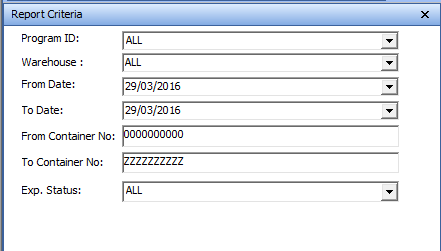 Report Criteria
Program ID: ALL
Warehouse : ALL
From Date: 29/03/2016
To Date: 29/03/2016
From Container No: 0000000000
To Container No: ZZZZZZZZZZ
Exp. Status: ALL